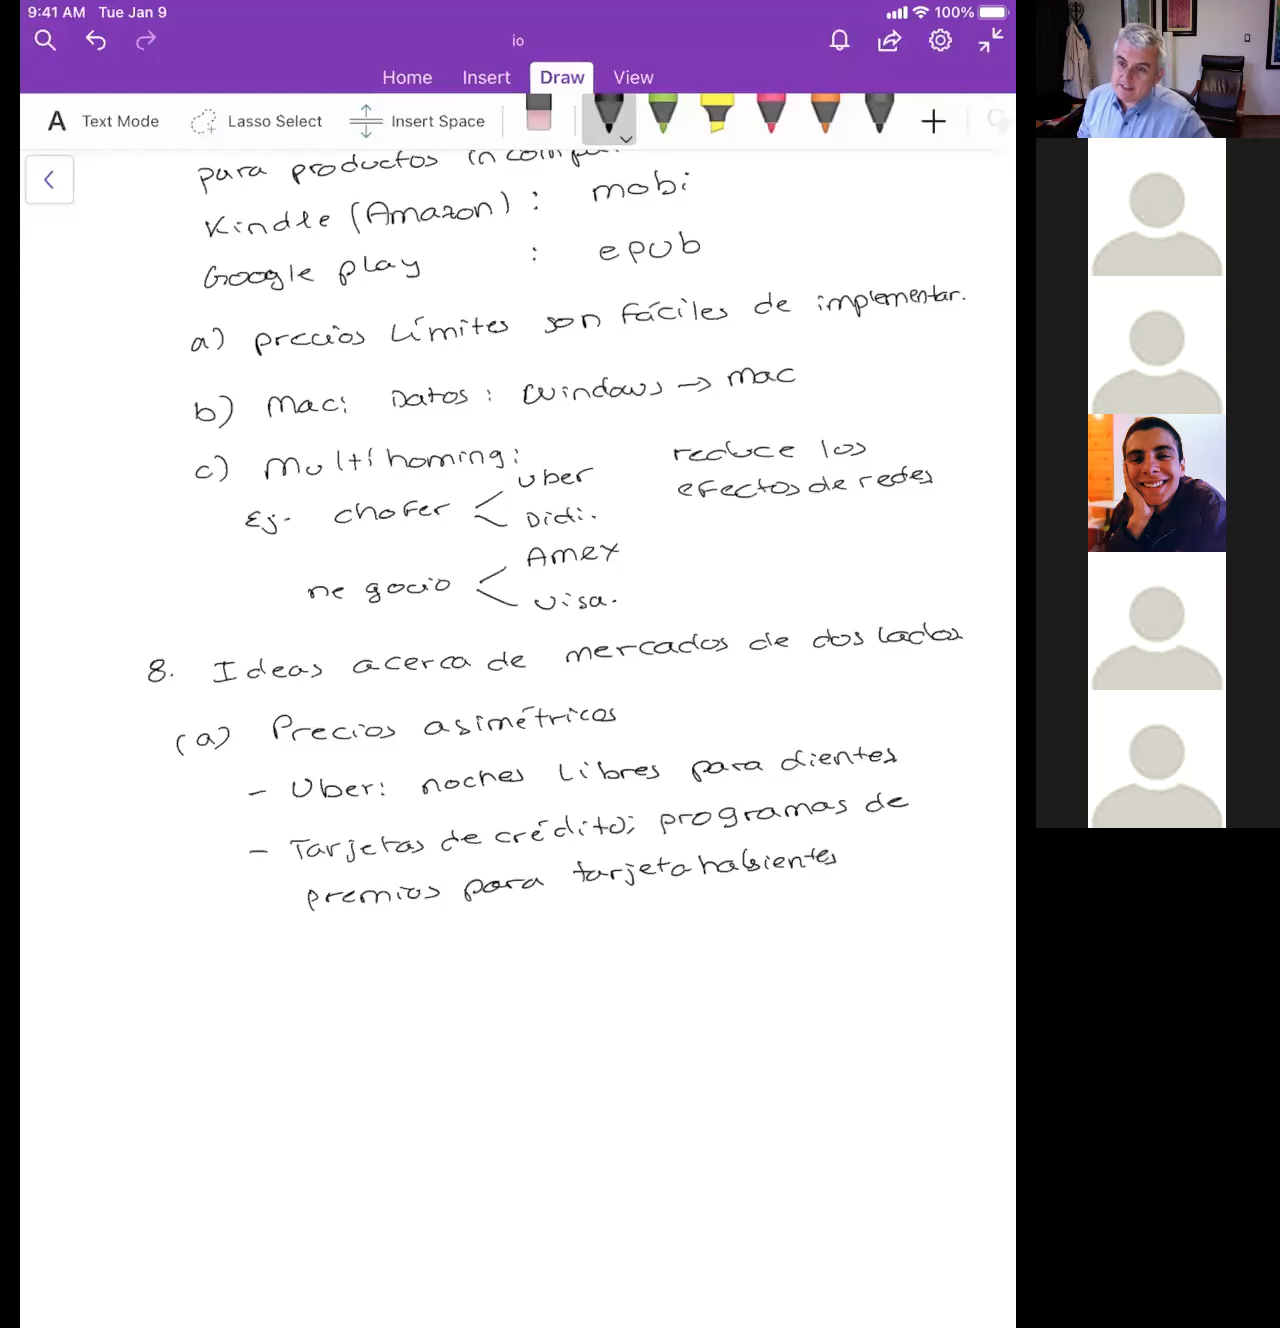 9:41 AM Tue Jan 9
100%
io
Home Insert Draw View
A Text Mode Lasso Select Insert Space
para productos
Kindle (Amazon) : mobi
Google play : epub
a) precios Límites son fáciles de implementar.
b) Mac: Datos: Windows → mac
c) Multihoming: reduce los
efectos de redes
Ej. chofer < Uber
Didi.
negocio < Amex
Visa.
8. Ideas acerca de mercados de dos lados
(a) Precios asimétricos
- Uber: noches Libres para clientes
- Tarjetas de crédito; programas de
premios para tarjetahabientes